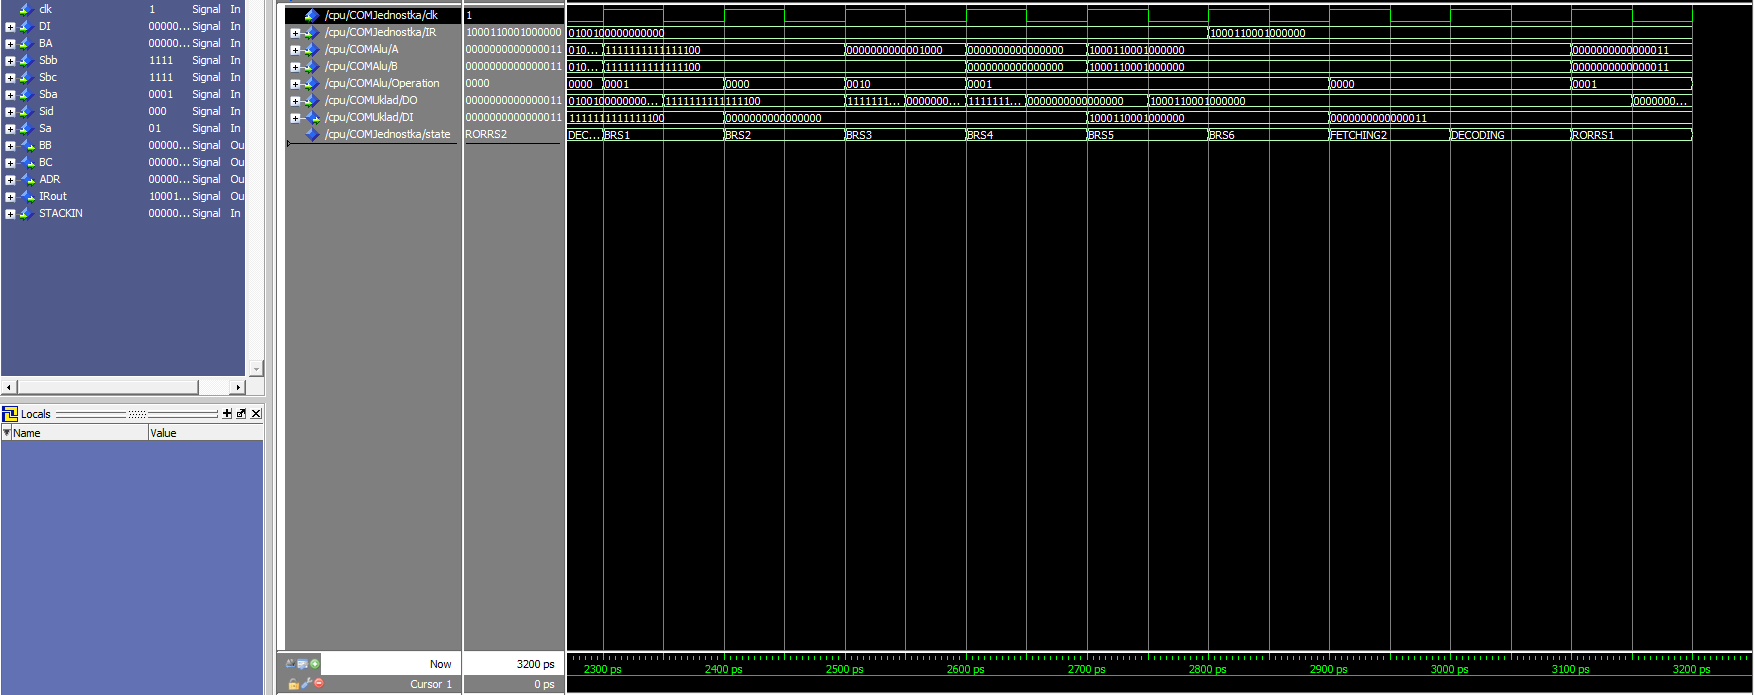 clk 1 Signal In
DI 00000... Signal In
BA 00000... Signal In
Sbb 1111 Signal In
Sbc 1111 Signal In
Sba 0001 Signal In
Sid 000 Signal In
Sa 01 Signal In
BB 00000... Signal Ou
BC 00000... Signal Ou
ADR 00000... Signal Ou
IRout 10001... Signal Ou
STACKIN 00000... Signal In
Locals
Name Value
/cpu/COMJednostka/clk 1
/cpu/COMJednostka/IR 1000110001000000 0100100000000000 1000110001000000
/cpu/COMAlu/A 0000000000000011 010... 1111111111111100 0000000000001000 0000000000000000 1000110001000000 0000000000000011
/cpu/COMAlu/B 0000000000000011 010... 1111111111111100 0000000000000000 1000110001000000 0000000000000011
/cpu/COMAlu/Operation 0000 0000 0001 0000 0010 0001 0000 0001
/cpu/COMUklad/DO 0000000000000011 0100100000000... 1111111111111100 1111111... 0000000... 1111111... 0000000000000000 1000110001000000 0000000...
/cpu/COMUklad/DI 0000000000000011 1111111111111100 0000000000000000 1000110001000000 0000000000000011
/cpu/COMJednostka/state RORRS2 DEC... BRS1 BRS2 BRS3 BRS4 BRS5 BRS6 FETCHING2 DECODING RORRS1
Now 3200 ps 2300 ps 2400 ps 2500 ps 2600 ps 2700 ps 2800 ps 2900 ps 3000 ps 3100 ps 3200 ps
Cursor 1 0 ps